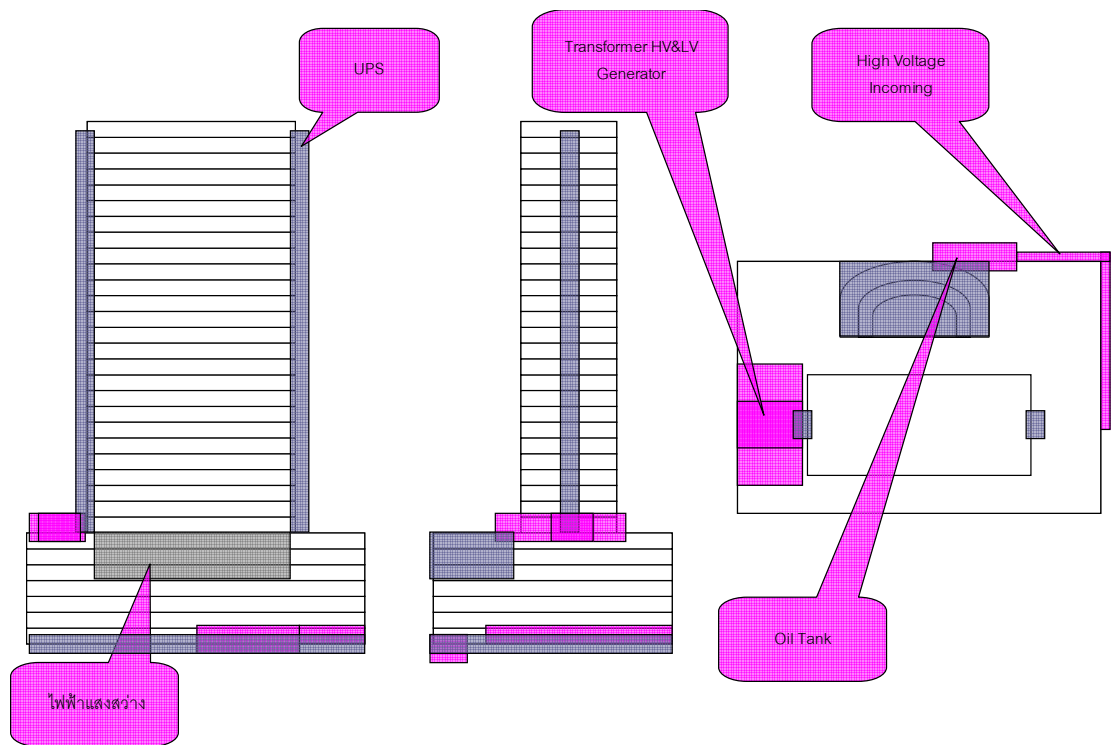 UPS
Transformer HV&LV
Generator
High Voltage
Incoming
Oil Tank
ไฟฟ้าแสงสว่าง